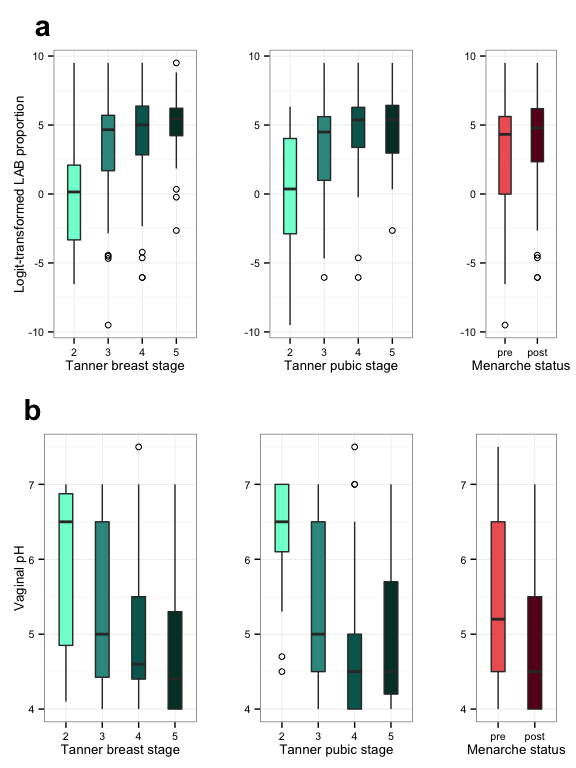 a
Logit-transformed LAB proportion
10
5
0
-5
-10
2 3 4 5
Tanner breast stage
10
5
0
-5
-10
2 3 4 5
Tanner pubic stage
10
5
0
-5
-10
pre post
Menarche status
b
Vaginal pH
7
6
5
4
2 3 4 5
Tanner breast stage
7
6
5
4
2 3 4 5
Tanner pubic stage
7
6
5
4
pre post
Menarche status